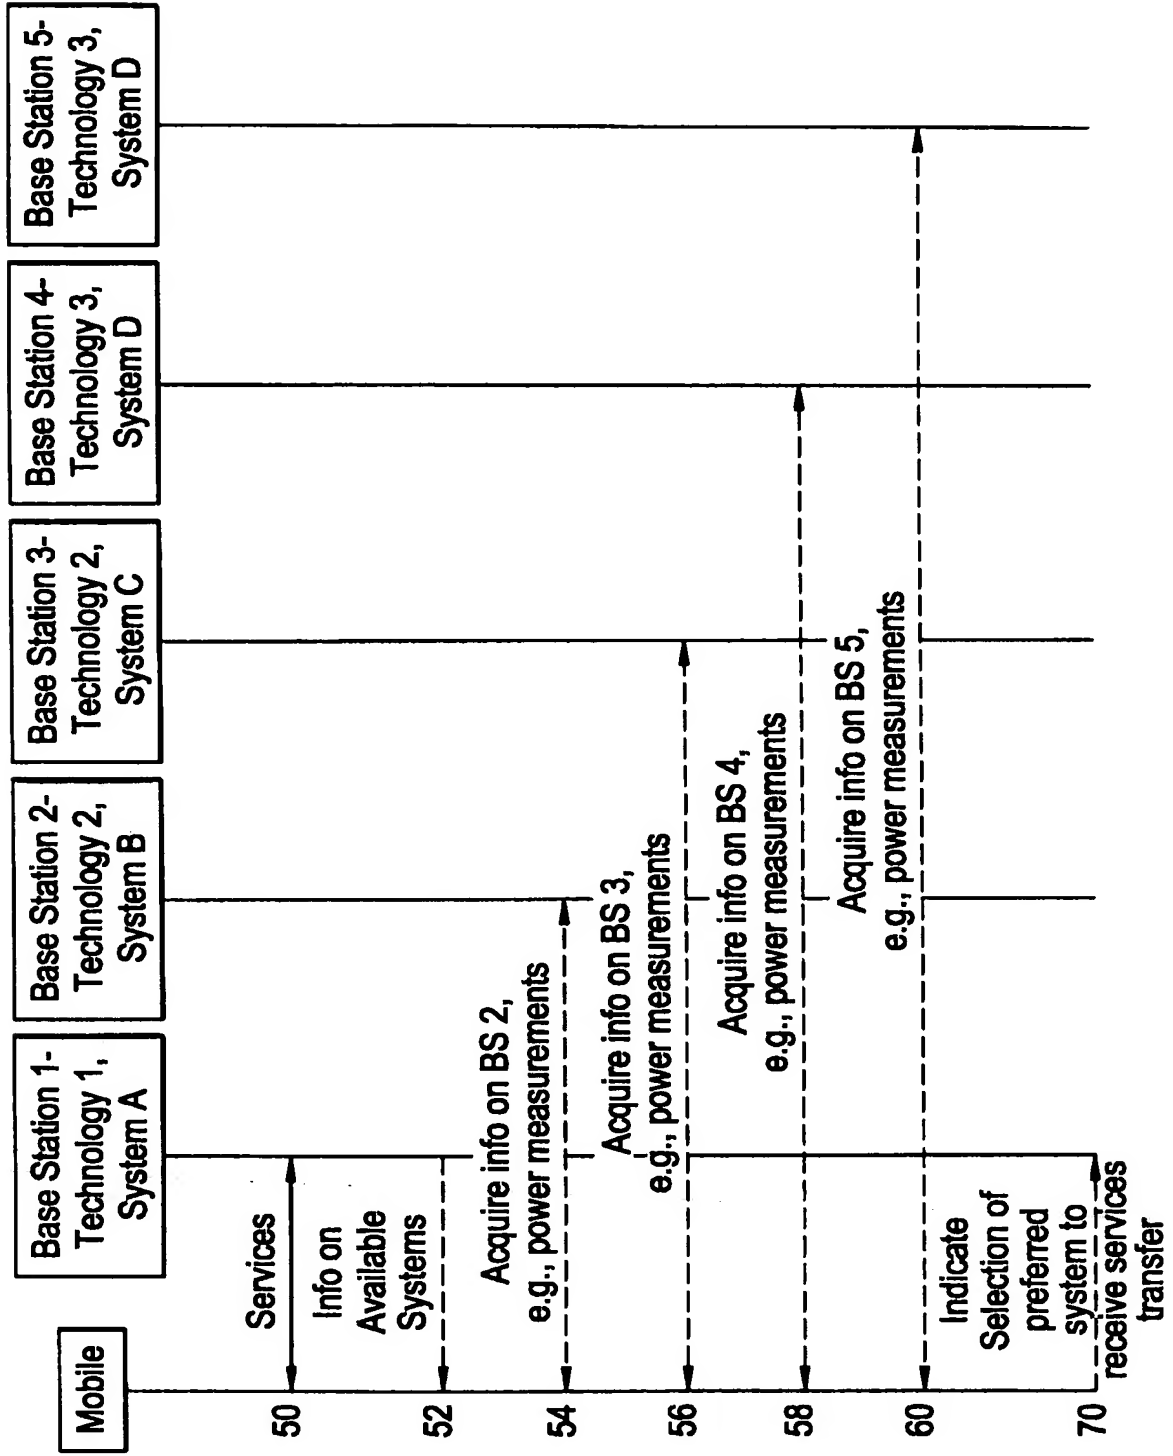 Mobile
Base Station 1-
Technology 1,
System A
Base Station 2-
Technology 2,
System B
Base Station 3-
Technology 2,
System C
Base Station 4-
Technology 3,
System D
Base Station 5-
Technology 3,
System D
50
Services
52
Info on
Available
Systems
54
Acquire info on BS 2,
e.g., power measurements
56
Acquire info on BS 3,
e.g., power measurements
58
Acquire info on BS 4,
e.g., power measurements
60
Acquire info on BS 5,
e.g., power measurements
70
Indicate
Selection of
preferred
system to
receive services
transfer